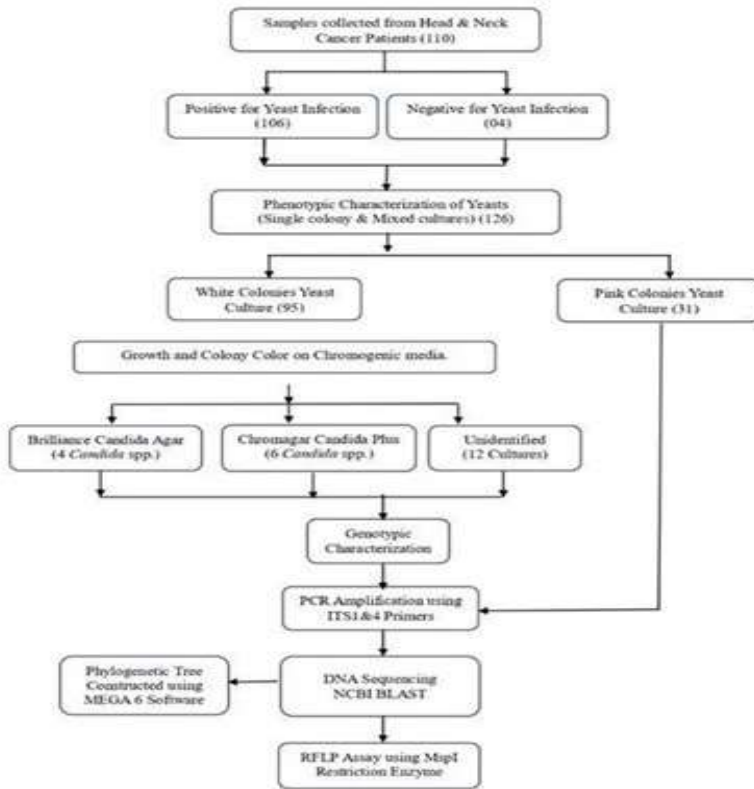 Samples collected from Head & Neck
Cancer Patients (110)
Positive for Yeast Infection
(106)
Negative for Yeast Infection
(04)
Phenotypic Characterization of Yeasts
(Single colony & Mixed cultures) (126)
White Colonies Yeast
Culture (95)
Pink Colonies Yeast
Culture (31)
Growth and Colony Color on Chromogenic media.
Brilliance Candida Agar
(4 Candida spp.)
Chromagar Candida Plus
(6 Candida spp.)
Unidentified
(12 Cultures)
Genotypic
Characterization
PCR Amplification using
ITS1&4 Primers
Phylogenetic Tree
Constructed using
MEGA 6 Software
DNA Sequencing
NCBI BLAST
RFLP Assay using MspI
Restriction Enzyme